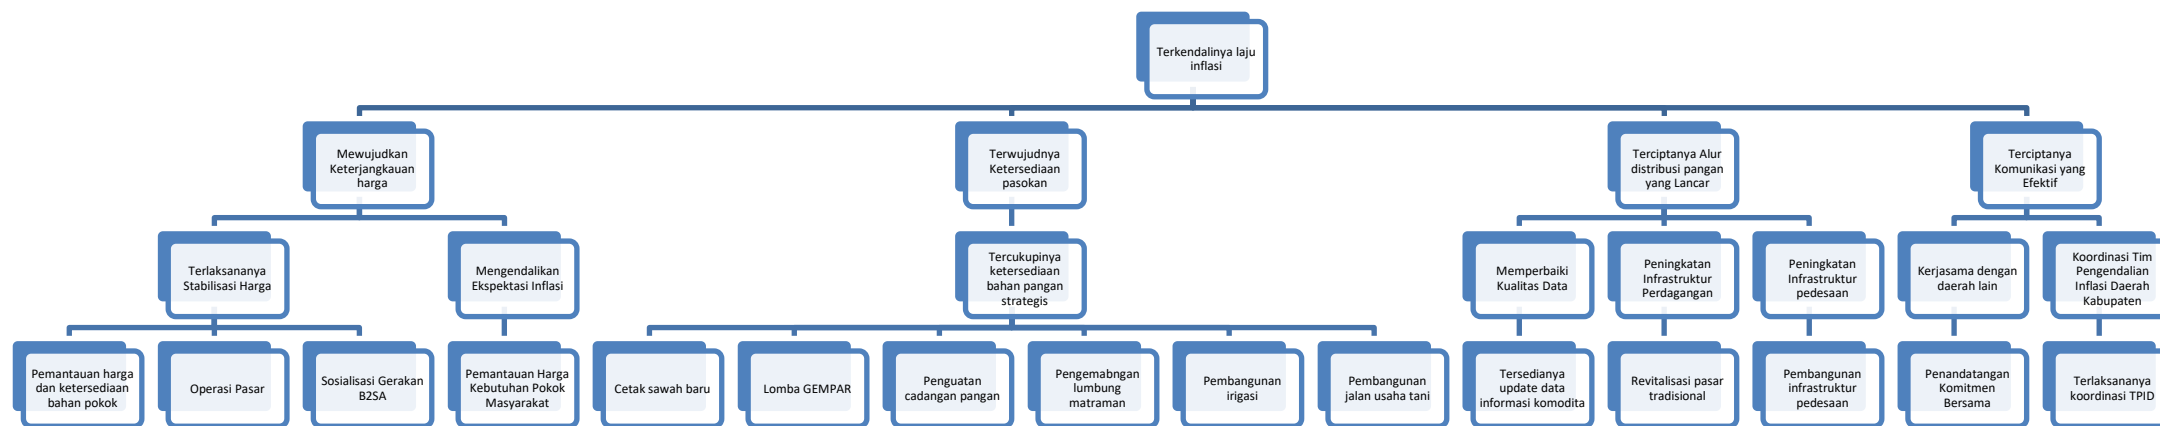 Terkendalinya laju
inflasi
Mewujudkan
Keterjangkauan
harga
Terwujudnya
Ketersediaan
pasokan
Terciptanya Alur
distribusi pangan
yang Lancar
Terciptanya
Komunikasi yang
Efektif
Terlaksananya
Stabilisasi Harga
Mengendalikan
Ekspektasi Inflasi
Tercukupinya
ketersediaan
bahan pangan
strategis
Memperbaiki
Kualitas Data
Peningkatan
Infrastruktur
Perdagangan
Peningkatan
Infrastruktur
pedesaan
Kerjasama dengan
daerah lain
Koordinasi Tim
Pengendalian
Inflasi Daerah
Kabupaten
Pemantauan harga
dan ketersediaan
bahan pokok
Operasi Pasar
Sosialisasi Gerakan
B2SA
Pemantauan Harga
Kebutuhan Pokok
Masyarakat
Cetak sawah baru
Lomba GEMPAR
Penguatan
cadangan pangan
Pengemabngan
lumbung
matraman
Pembangunan
irigasi
Pembangunan
jalan usaha tani
Tersedianya
update data
informasi komodita
Revitalisasi pasar
tradisional
Pembangunan
infrastruktur
pedesaan
Penandatangan
Komitmen
Bersama
Terlaksananya
koordinasi TPID